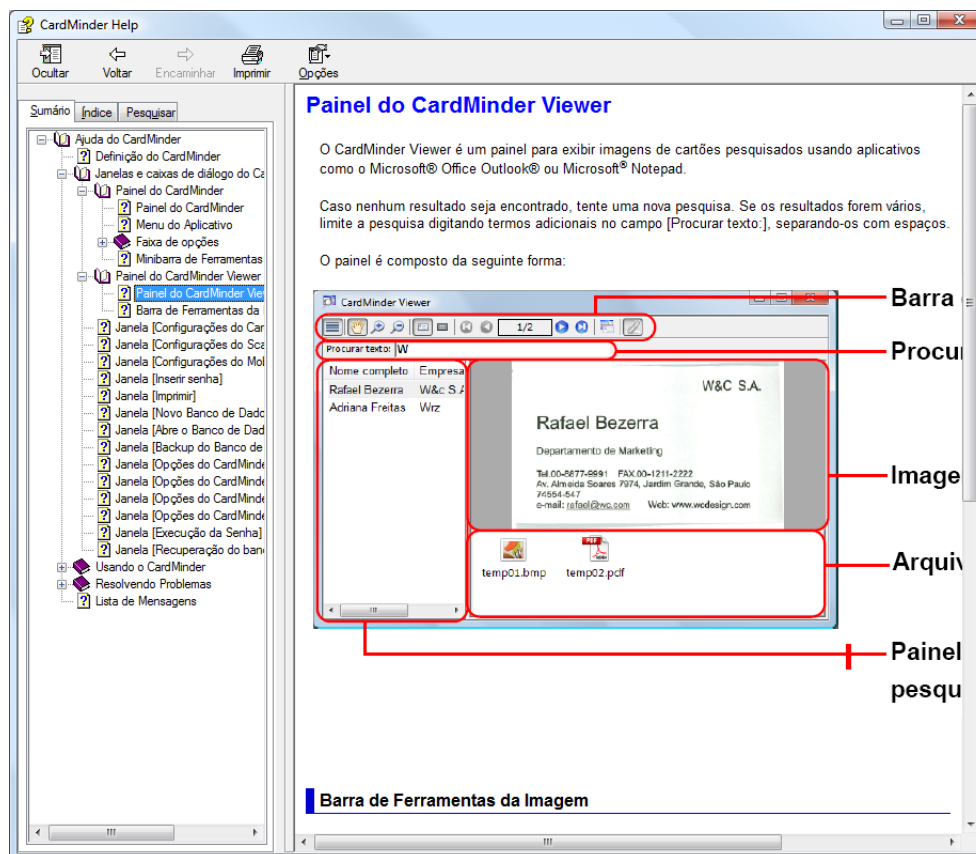 CardMinder Help
Ocultar Voltar Encaminhar Imprimir Opções
Sumário Índice Pesquisar
Ajuda do CardMinder
Definição do CardMinder
Janelas e caixas de diálogo do Ca
Painel do CardMinder
Painel do CardMinder
Menu do Aplicativo
Faixa de opções
Minibarra de Ferramentas
Painel do CardMinder Viewer
Painel do CardMinder Viev
Barra de Ferramentas da
Janela [Configurações do Car
Janela [Configurações do Sca
Janela [Configurações do Mol
Janela [Inserir senha]
Janela [Imprimir]
Janela [Novo Banco de Dado
Janela [Abre o Banco de Dad
Janela [Backup do Banco de
Janela [Opções do CardMinde
Janela [Opções do CardMinde
Janela [Opções do CardMinde
Janela [Opções do CardMinde
Janela [Execução da Senha]
Janela [Recuperação do ban
Usando o CardMinder
Resolvendo Problemas
Lista de Mensagens
Painel do CardMinder Viewer
O CardMinder Viewer é um painel para exibir imagens de cartões pesquisados usando aplicativos
como o Microsoft® Office Outlook® ou Microsoft® Notepad.
Caso nenhum resultado seja encontrado, tente uma nova pesquisa. Se os resultados forem vários,
limite a pesquisa digitando termos adicionais no campo [Procurar texto:], separando-os com espaços.
O painel é composto da seguinte forma:
CardMinder Viewer
1/2
Procurar texto: W
Nome completo Empresa
Rafael Bezerra W&c S.A
Adriana Freitas Wrz
W&C S.A.
Rafael Bezerra
Departamento de Marketing
Tel.00-5877-9991 FAX.00-1211-2222
Av. Almeida Soares 7974, Jardim Grande, São Paulo
74554-547
e-mail: rafael@wc.com Web: www.wcdesign.com
temp01.bmp temp02.pdf
Barra
Procur
Image
Arquiv
Painel
pesqu
Barra de Ferramentas da Imagem